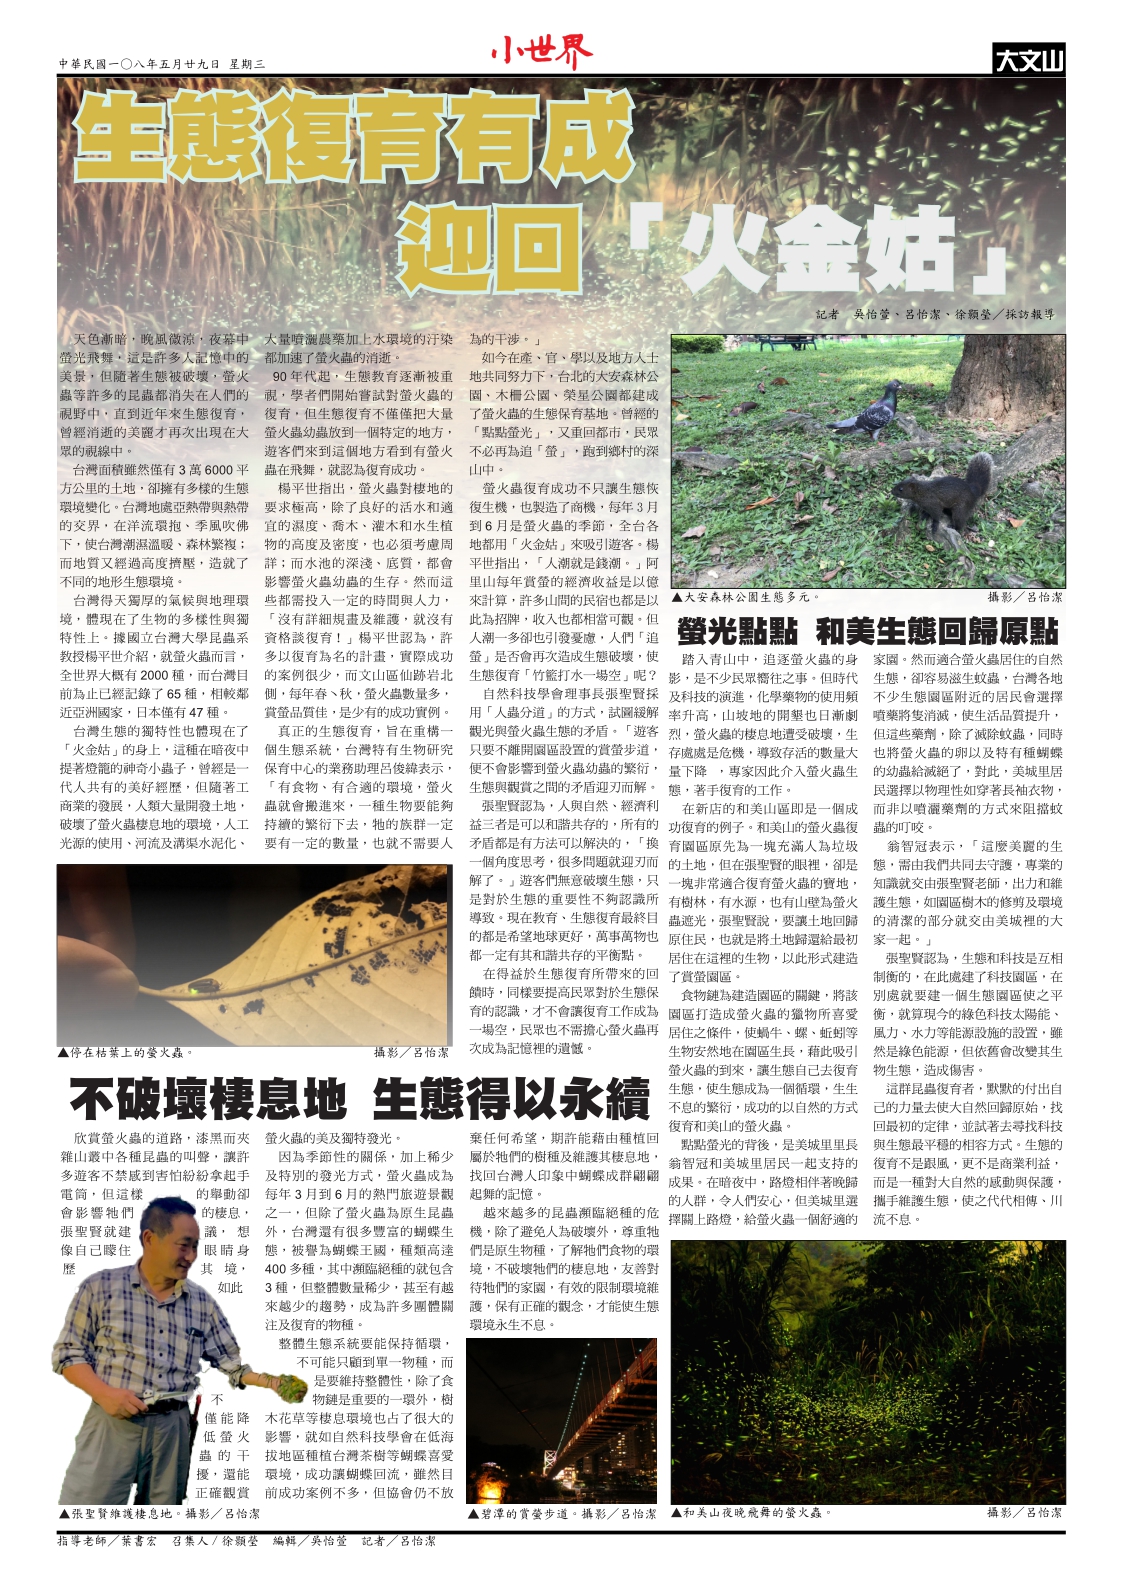 中華民國一〇八年五月廿九日 星期三
小世界
大文山
生態復育有成
迎回「火金姑」
記者 吳怡萱、呂怡潔、徐顥瑩／採訪報導
天色漸暗，晚風微涼，夜幕中
螢光飛舞，這是許多人記憶中的
美景，但隨著生態被破壞，螢火
蟲等許多的昆蟲都消失在人們的
視野中，直到近年來生態復育，
曾經消逝的美麗才再次出現在大
眾的視線中。
台灣面積雖然僅有 3 萬 6000 平
方公里的土地，卻擁有多樣的生態
環境變化。台灣地處亞熱帶與熱帶
的交界，在洋流環抱、季風吹佛
下，使台灣潮濕溫暖、森林繁複；
而地質又經過高度擠壓，造就了
不同的地形生態環境。
台灣得天獨厚的氣候與地理環
境，體現在了生物的多樣性與獨
特性上。據國立台灣大學昆蟲系
教授楊平世介紹，就螢火蟲而言，
全世界大概有 2000 種，而台灣目
前為止已經記錄了 65 種，相較鄰
近亞洲國家，日本僅有 47 種。
台灣生態的獨特性也體現在了
「火金姑」的身上，這種在暗夜中
提著燈籠的神奇小蟲子，曾經是一
代人共有的美好經歷，但隨著工
商業的發展，人類大量開發土地，
破壞了螢火蟲棲息地的環境，人工
光源的使用、河流及溝渠水泥化、
大量噴灑農藥加上水環境的汙染
都加速了螢火蟲的消逝。
90 年代起，生態教育逐漸被重
視，學者們開始嘗試對螢火蟲的
復育，但生態復育不僅僅把大量
螢火蟲幼蟲放到一個特定的地方，
遊客們來到這個地方看到有螢火
蟲在飛舞，就認為復育成功。
楊平世指出，螢火蟲對棲地的
要求極高，除了良好的活水和適
宜的濕度、喬木、灌木和水生植
物的高度及密度，也必須考慮周
詳；而水池的深淺、底質，都會
影響螢火蟲幼蟲的生存。然而這
些都需投入一定的時間與人力，
「沒有詳細規畫及維護，就沒有
資格談復育！」楊平世認為，許
多以復育為名的計畫，實際成功
的案例很少，而文山區仙跡岩北
側，每年春丶秋，螢火蟲數量多，
賞螢品質佳，是少有的成功實例。
真正的生態復育，旨在重構一
個生態系統，台灣特有生物研究
保育中心的業務助理呂俊緯表示，
「有食物、有合適的環境，螢火
蟲就會搬進來，一種生物要能夠
持續的繁衍下去，牠的族群一定
要有一定的數量，也就不需要人
為的干涉。」
如今在產、官、學以及地方人士
地共同努力下，台北的大安森林公
園、木柵公園、榮星公園都建成
了螢火蟲的生態保育基地。曾經的
「點點螢光」，又重回都市，民眾
不必再為追「螢」，跑到鄉村的深
山中。
螢火蟲復育成功不只讓生態恢
復生機，也製造了商機，每年 3 月
到 6 月是螢火蟲的季節，全台各
地都用「火金姑」來吸引遊客。楊
平世指出，「人潮就是錢潮。」阿
里山每年賞螢的經濟收益是以億
來計算，許多山間的民宿也都是以
此為招牌，收入也都相當可觀。但
人潮一多卻也引發憂慮，人們「追
螢」是否會再次造成生態破壞，使
生態復育「竹籃打水一場空」呢？
自然科技學會理事長張聖賢採
用「人蟲分道」的方式，試圖緩解
觀光與螢火蟲生態的矛盾。「遊客
只要不離開園區設置的賞螢步道，
便不會影響到螢火蟲幼蟲的繁衍，
生態與觀賞之間的矛盾迎刃而解。
張聖賢認為，人與自然、經濟利
益三者是可以和諧共存的，所有的
矛盾都是有方法可以解決的，「換
一個角度思考，很多問題就迎刃而
解了。」遊客們無意破壞生態，只
是對於生態的重要性不夠認識所
導致。現在教育、生態復育最終目
的都是希望地球更好，萬事萬物也
都一定有其和諧共存的平衡點。
在得益於生態復育所帶來的回
饋時，同樣要提高民眾對於生態保
育的認識，才不會讓復育工作成為
一場空，民眾也不需擔心螢火蟲再
次成為記憶裡的遺憾。
▲停在枯葉上的螢火蟲。 攝影／呂怡潔
▲大安森林公園生態多元。 攝影／呂怡潔
螢光點點 和美生態回歸原點
踏入青山中，追逐螢火蟲的身
影，是不少民眾嚮往之事。但時代
及科技的演進，化學藥物的使用頻
率升高，山坡地的開墾也日漸劇
烈，螢火蟲的棲息地遭受破壞，生
存處處是危機，導致存活的數量大
量下降 ，專家因此介入螢火蟲生
態，著手復育的工作。
在新店的和美山區即是一個成
功復育的例子。和美山的螢火蟲復
育園區原先為一塊充滿人為垃圾
的土地，但在張聖賢的眼裡，卻是
一塊非常適合復育螢火蟲的寶地，
有樹林，有水源，也有山壁為螢火
蟲遮光，張聖賢說，要讓土地回歸
原住民，也就是將土地歸還給最初
居住在這裡的生物，以此形式建造
了賞螢園區。
食物鏈為建造園區的關鍵，將該
園區打造成螢火蟲的獵物所喜愛
居住之條件，使蝸牛、螺、蚯蚓等
生物安然地在園區生長，藉此吸引
螢火蟲的到來，讓生態自己去復育
生態，使生態成為一個循環，生生
不息的繁衍，成功的以自然的方式
復育和美山的螢火蟲。
點點螢光的背後，是美城里里長
翁智冠和美城里居民一起支持的
成果。在暗夜中，路燈相伴著晚歸
的人群，令人們安心，但美城里選
擇關上路燈，給螢火蟲一個舒適的
家園。然而適合螢火蟲居住的自然
生態，卻容易滋生蚊蟲，台灣各地
不少生態園區附近的居民會選擇
噴藥將隻消滅，使生活品質提升，
但這些藥劑，除了滅除蚊蟲，同時
也將螢火蟲的卵以及特有種蝴蝶
的幼蟲給滅絕了，對此，美城里居
民選擇以物理性如穿著長袖衣物，
而非以噴灑藥劑的方式來阻擋蚊
蟲的叮咬。
翁智冠表示，「這麼美麗的生
態，需由我們共同去守護，專業的
知識就交由張聖賢老師，出力和維
護生態，如園區樹木的修剪及環境
的清潔的部分就交由美城裡的大
家一起。」
張聖賢認為，生態和科技是互相
制衡的，在此處建了科技園區，在
別處就要建一個生態園區使之平
衡，就算現今的綠色科技太陽能、
風力、水力等能源設施的設置，雖
然是綠色能源，但依舊會改變其生
物生態，造成傷害。
這群昆蟲復育者，默默的付出自
己的力量去使大自然回歸原始，找
回最初的定律，並試著去尋找科技
與生態最平穩的相容方式。生態的
復育不是跟風，更不是商業利益，
而是一種對大自然的感動與保護，
攜手維護生態，使之代代相傳、川
流不息。
不破壞棲息地 生態得以永續
欣賞螢火蟲的道路，漆黑而夾
雜山叢中各種昆蟲的叫聲，讓許
多遊客不禁感到害怕紛紛拿起手
電筒，但這樣 的舉動卻
會影響牠們 的棲息，
張聖賢就建 議，想
像自己矇住 眼睛身
歷 其境，
如此
不
僅能降
低螢火
蟲的干
擾，還能
正確觀賞
螢火蟲的美及獨特發光。
因為季節性的關係，加上稀少
及特別的發光方式，螢火蟲成為
每年 3 月到 6 月的熱門旅遊景觀
之一，但除了螢火蟲為原生昆蟲
外，台灣還有很多豐富的蝴蝶生
態，被譽為蝴蝶王國，種類高達
400 多種，其中瀕臨絕種的就包含
3 種，但整體數量稀少，甚至有越
來越少的趨勢，成為許多團體關
注及復育的物種。
整體生態系統要能保持循環，
不可能只顧到單一物種，而
是要維持整體性，除了食
物鏈是重要的一環外，樹
木花草等棲息環境也占了很大的
影響，就如自然科技學會在低海
拔地區種植台灣茶樹等蝴蝶喜愛
環境，成功讓蝴蝶回流，雖然目
前成功案例不多，但協會仍不放
棄任何希望，期許能藉由種植回
屬於牠們的樹種及維護其棲息地，
找回台灣人印象中蝴蝶成群翩翩
起舞的記憶。
越來越多的昆蟲瀕臨絕種的危
機，除了避免人為破壞外，尊重牠
們是原生物種，了解牠們食物的環
境，不破壞牠們的棲息地，友善對
待牠們的家園，有效的限制環境維
護，保有正確的觀念，才能使生態
環境永生不息。
▲張聖賢維護棲息地。攝影／呂怡潔
▲碧潭的賞螢步道。攝影／呂怡潔
▲和美山夜晚飛舞的螢火蟲。 攝影／呂怡潔
指導老師／葉書宏 召集人／徐顥瑩 編輯／吳怡萱 記者／呂怡潔